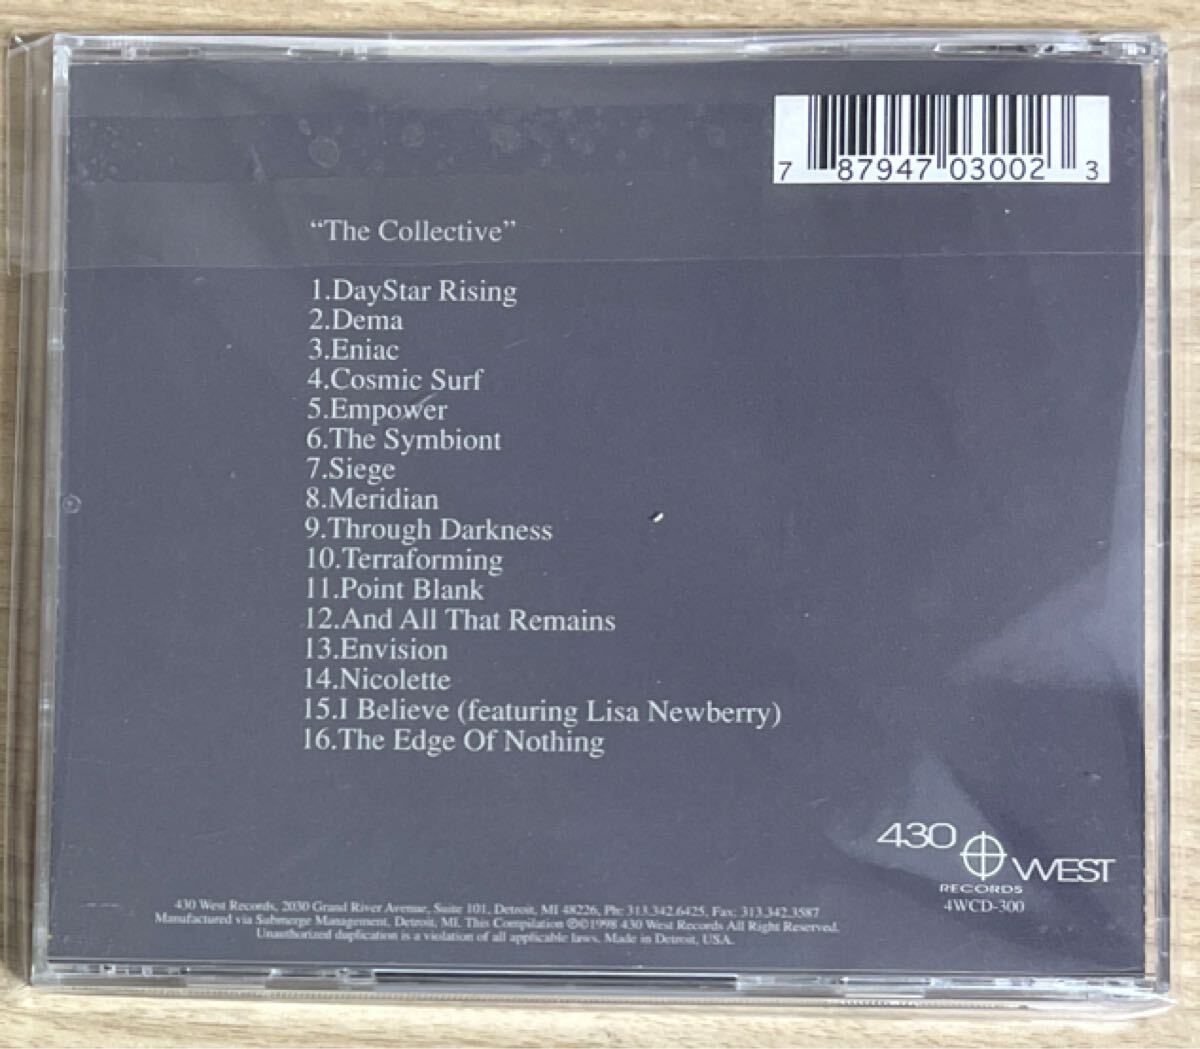 7 87947 03002 3
“The Collective”
1.DayStar Rising
2.Dema
3.Eniac
4.Cosmic Surf
5.Empower
6.The Symbiont
7.Siege
8.Meridian
9.Through Darkness
10.Terraforming
11.Point Blank
12.And All That Remains
13.Envision
14.Nicolette
15.I Believe (featuring Lisa Newberry)
16.The Edge Of Nothing
430 WEST
RECORDS
4WCD-300
430 West Records, 2030 Grand River Avenue, Suite 101, Detroit, MI 48226, Ph: 313.342.6425, Fax: 313.342.3587
Manufactured via Submerge Management, Detroit, MI. This Compilation ℗©1998 430 West Records All Right Reserved.
Unauthorized duplication is a violation of all applicable laws. Made in Detroit, USA.